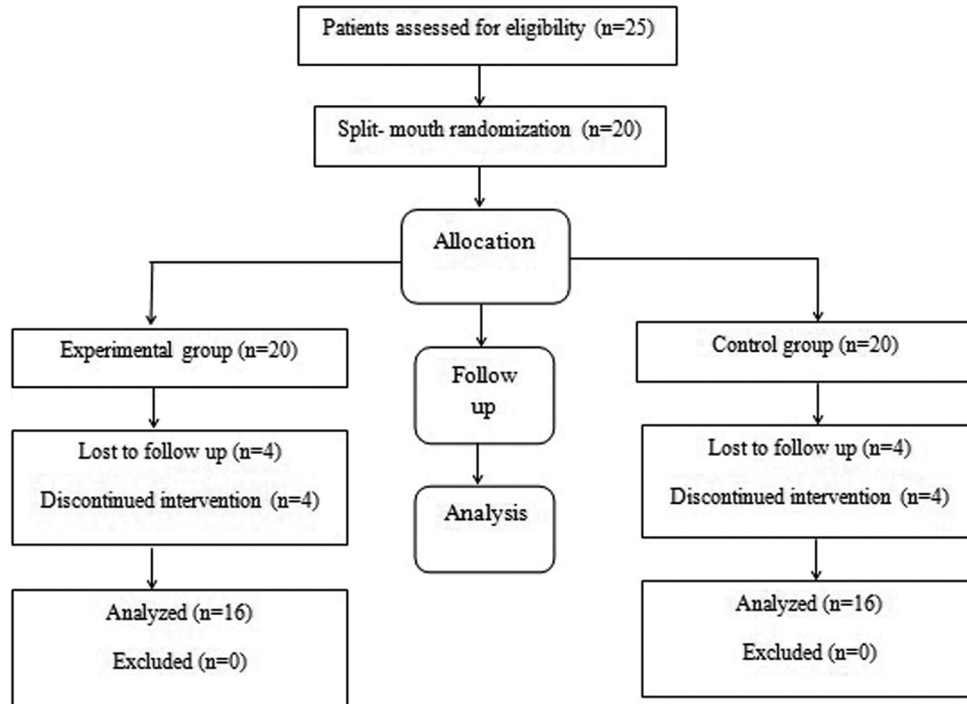 Patients assessed for eligibility (n=25)
Split- mouth randomization (n=20)
Allocation
Experimental group (n=20)
Lost to follow up (n=4)
Discontinued intervention (n=4)
Analyzed (n=16)
Excluded (n=0)
Follow
up
Analysis
Control group (n=20)
Lost to follow up (n=4)
Discontinued intervention (n=4)
Analyzed (n=16)
Excluded (n=0)